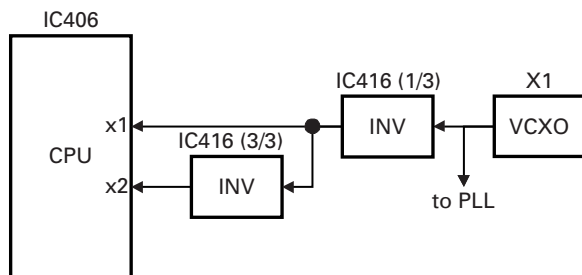 IC406
IC416 (1/3)
X1
x1
INV
VCXO
IC416 (3/3)
CPU
x2
INV
to PLL